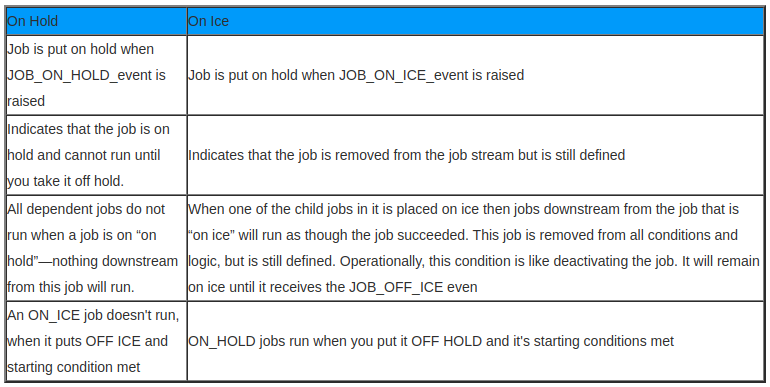 On Hold
On Ice
Job is put on hold when
JOB_ON_HOLD_event is
raised
Job is put on hold when JOB_ON_ICE_event is raised
Indicates that the job is on
hold and cannot run until
you take it off hold.
Indicates that the job is removed from the job stream but is still defined
All dependent jobs do not
run when a job is on “on
hold”—nothing downstream
from this job will run.
When one of the child jobs in it is placed on ice then jobs downstream from the job that is
“on ice” will run as though the job succeeded. This job is removed from all conditions and
logic, but is still defined. Operationally, this condition is like deactivating the job. It will remain
on ice until it receives the JOB_OFF_ICE even
An ON_ICE job doesn't run,
when it puts OFF ICE and
starting condition met
ON_HOLD jobs run when you put it OFF HOLD and it's starting conditions met